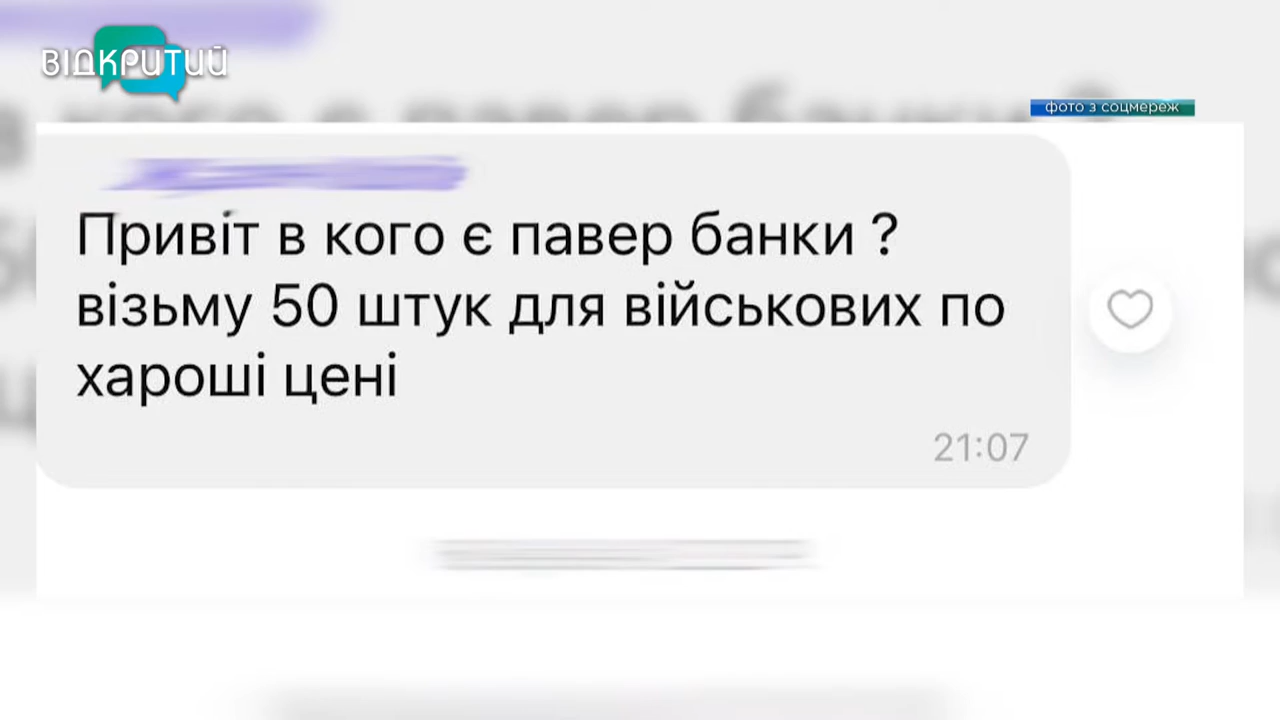 ВІДКРИТИЙ
фото з соцмереж
Привіт в кого є павер банки ?
візьму 50 штук для військових по
хароші цені
21:07